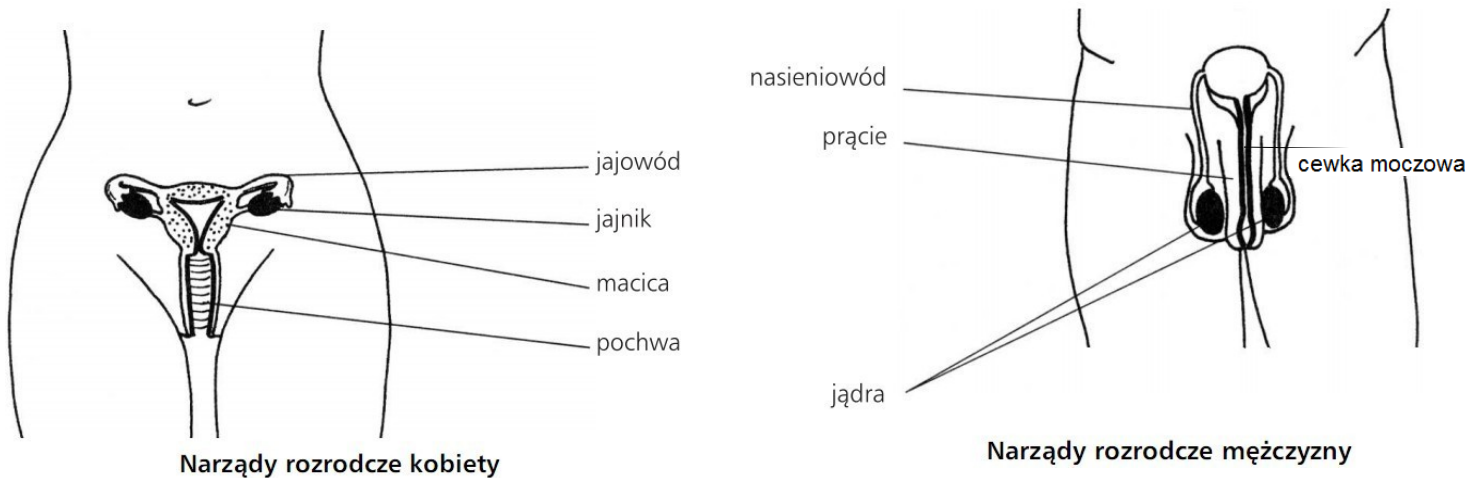 jajowód
jajnik
macica
pochwa
Narządy rozrodcze kobiety
nasieniowód
prącie
cewka moczowa
jądra
Narządy rozrodcze mężczyzny